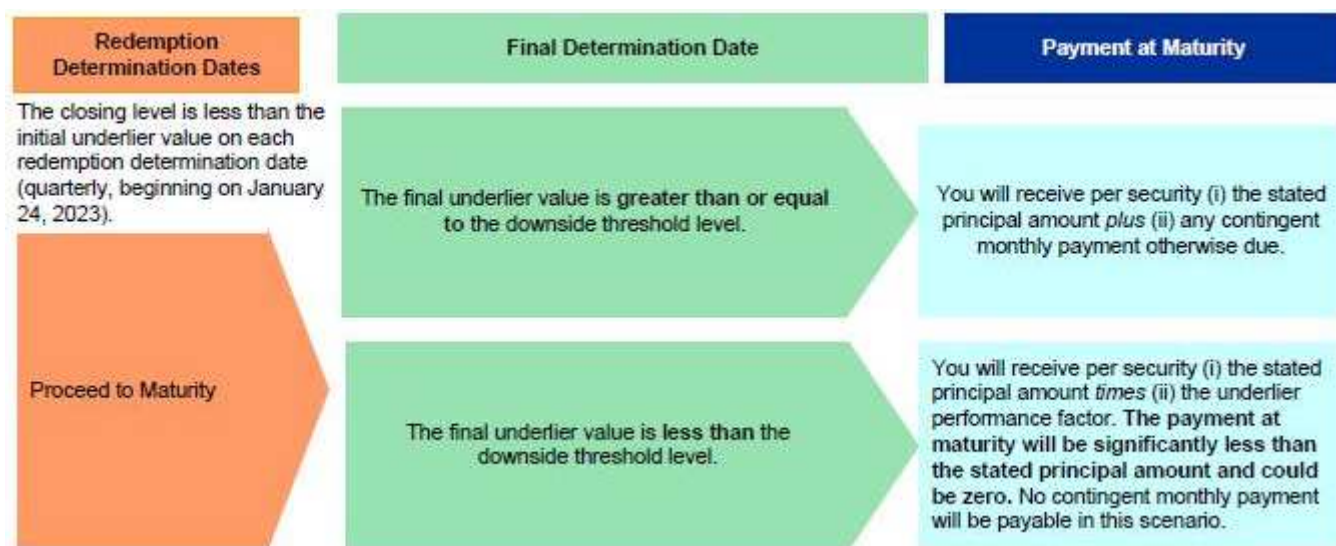 Redemption
Determination Dates
Final Determination Date
Payment at Maturity
The closing level is less than the
initial underlier value on each
redemption determination date
(quarterly, beginning on January
24, 2023).
Proceed to Maturity
The final underlier value is greater than or equal
to the downside threshold level.
You will receive per security (i) the stated
principal amount plus (ii) any contingent
monthly payment otherwise due.
The final underlier value is less than the
downside threshold level.
You will receive per security (i) the stated
principal amount times (ii) the underlier
performance factor. The payment at
maturity will be significantly less than
the stated principal amount and could
be zero. No contingent monthly payment
will be payable in this scenario.